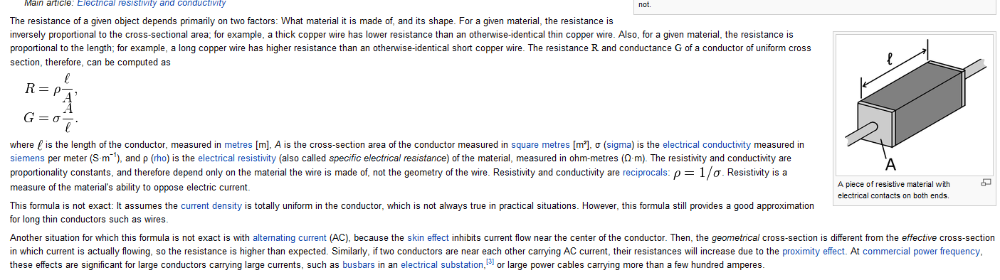 Main article: Electrical resistivity and conductivity
not.
The resistance of a given object depends primarily on two factors: What material it is made of, and its shape. For a given material, the resistance is
inversely proportional to the cross-sectional area; for example, a thick copper wire has lower resistance than an otherwise-identical thin copper wire. Also, for a given material, the resistance is
proportional to the length; for example, a long copper wire has higher resistance than an otherwise-identical short copper wire. The resistance R and conductance G of a conductor of uniform cross
section, therefore, can be computed as
R = ρ ℓ/A,
G = σ A/ℓ.
where ℓ is the length of the conductor, measured in metres [m], A is the cross-section area of the conductor measured in square metres [m²], σ (sigma) is the electrical conductivity measured in
siemens per meter (S·m⁻¹), and ρ (rho) is the electrical resistivity (also called specific electrical resistance) of the material, measured in ohm-metres (Ω·m). The resistivity and conductivity are
proportionality constants, and therefore depend only on the material the wire is made of, not the geometry of the wire. Resistivity and conductivity are reciprocals: ρ = 1/σ. Resistivity is a
measure of the material's ability to oppose electric current.
This formula is not exact: It assumes the current density is totally uniform in the conductor, which is not always true in practical situations. However, this formula still provides a good approximation
for long thin conductors such as wires.
Another situation for which this formula is not exact is with alternating current (AC), because the skin effect inhibits current flow near the center of the conductor. Then, the geometrical cross-section is different from the effective cross-section
in which current is actually flowing, so the resistance is higher than expected. Similarly, if two conductors are near each other carrying AC current, their resistances will increase due to the proximity effect. At commercial power frequency,
these effects are significant for large conductors carrying large currents, such as busbars in an electrical substation,[3] or large power cables carrying more than a few hundred amperes.
ℓ
A
A piece of resistive material with
electrical contacts on both ends.